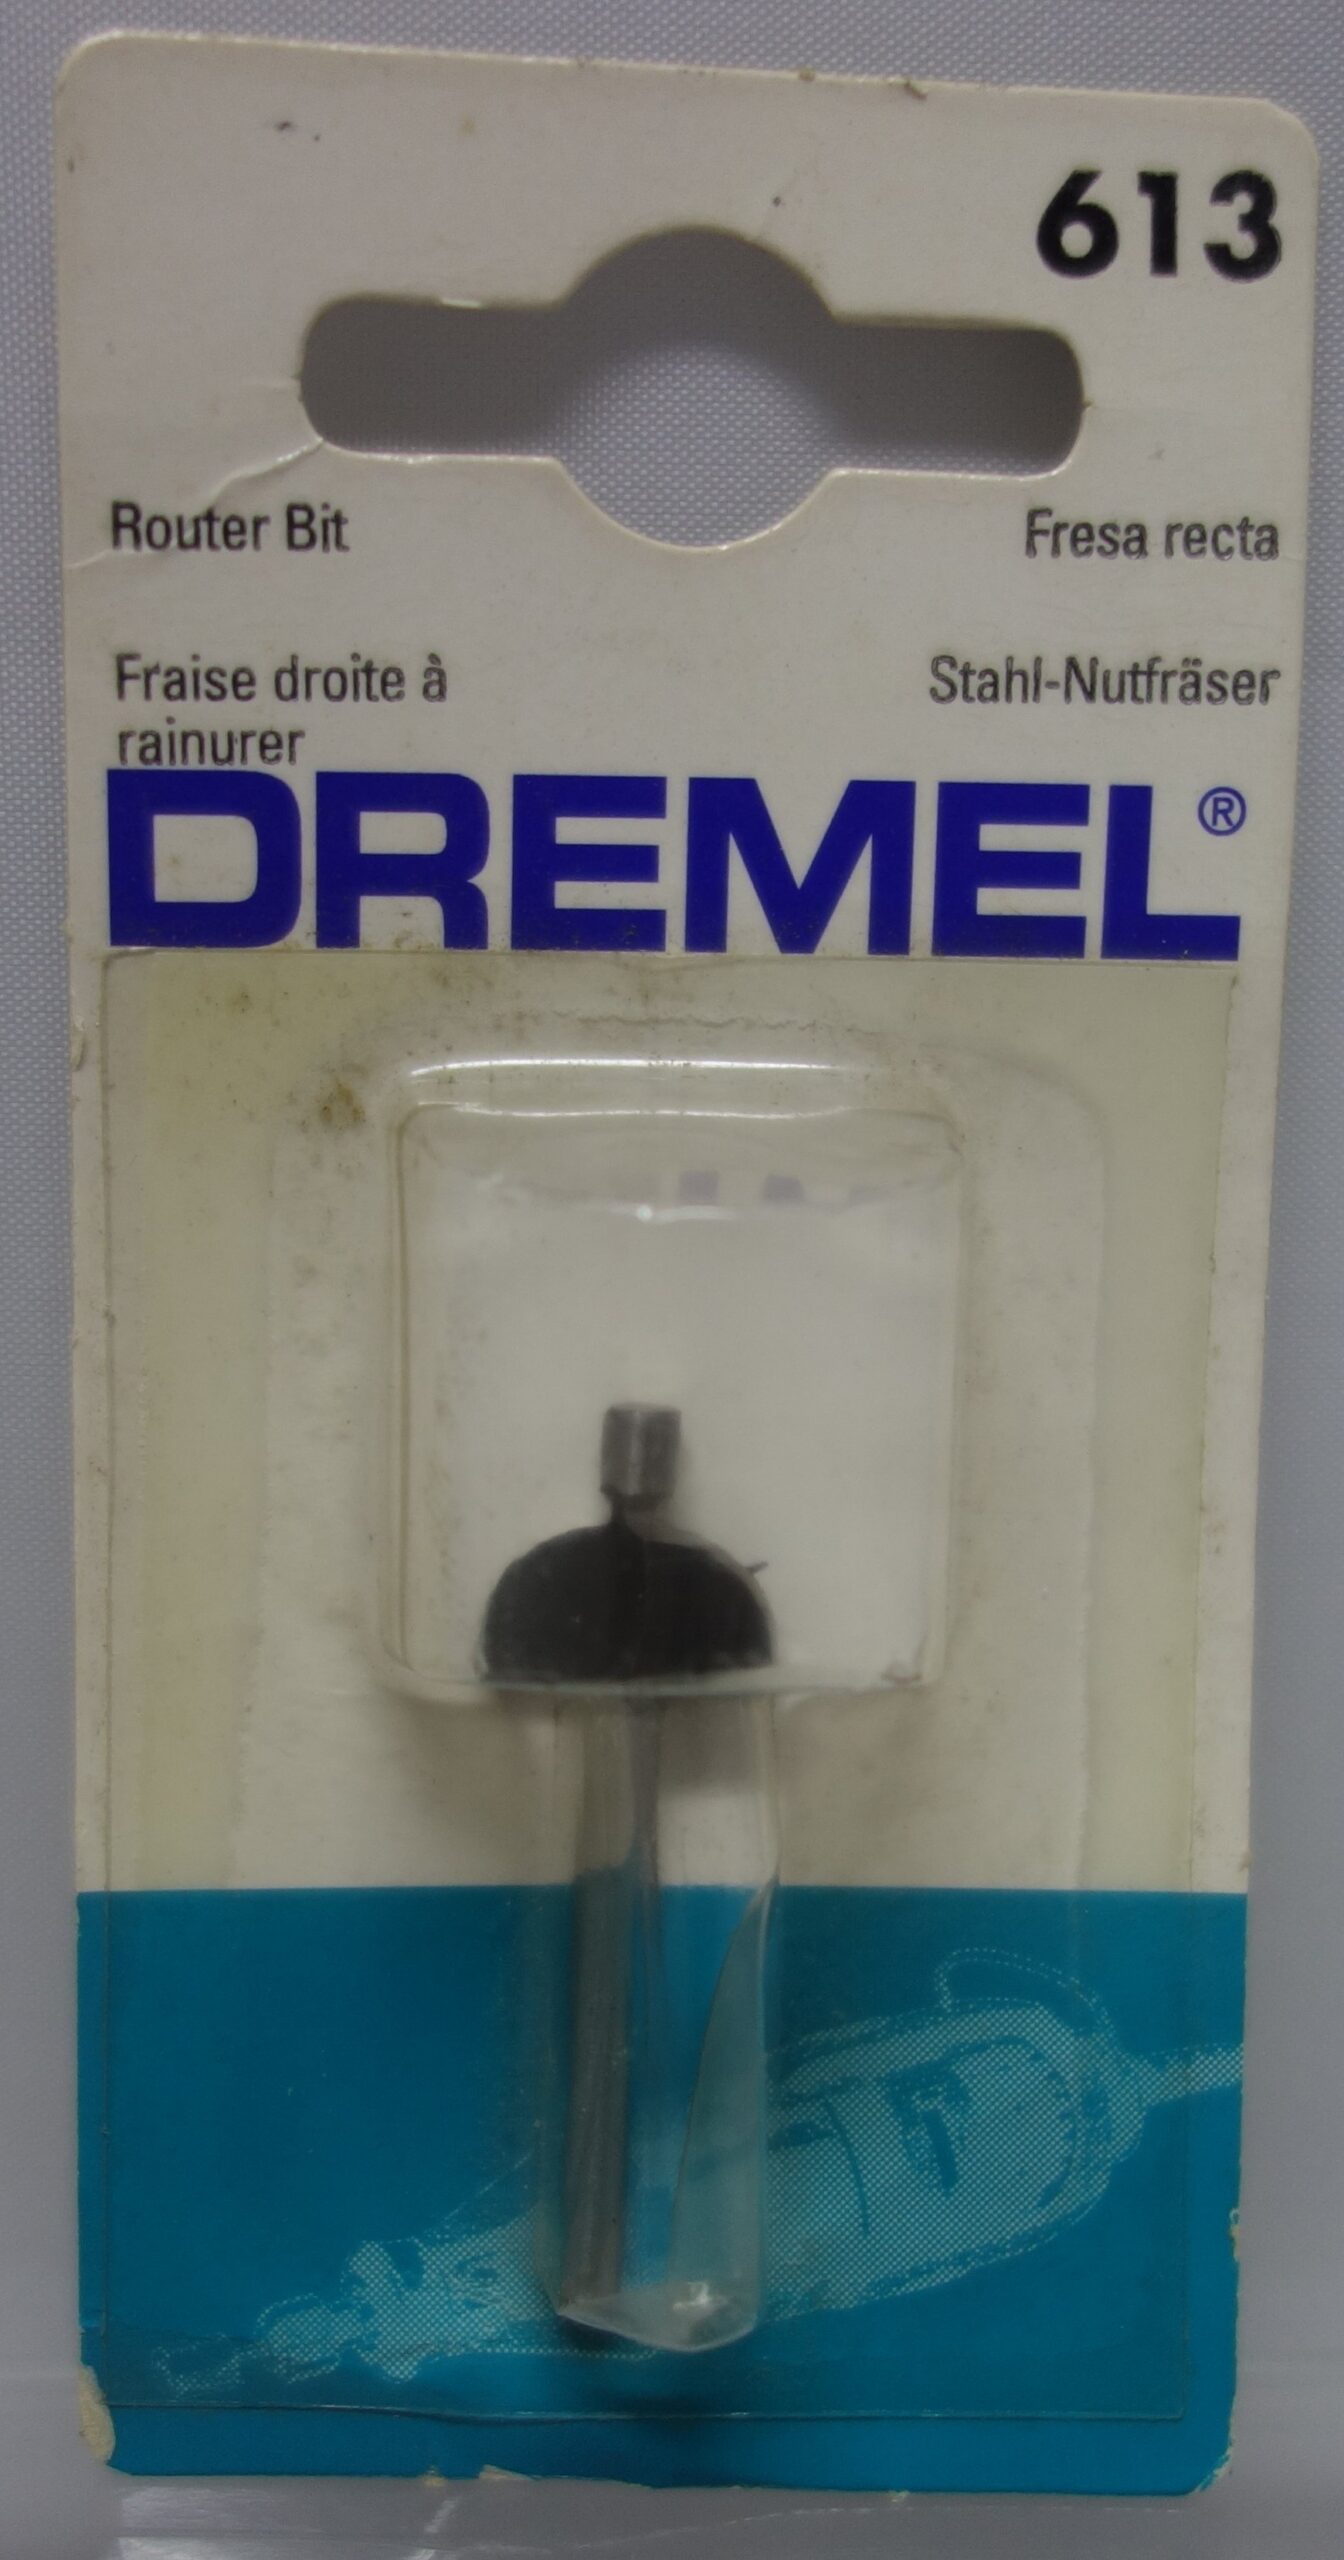 613
Router Bit
Fresa recta
Fraise droite à
rainurer
Stahl-Nutfräser
DREMEL®